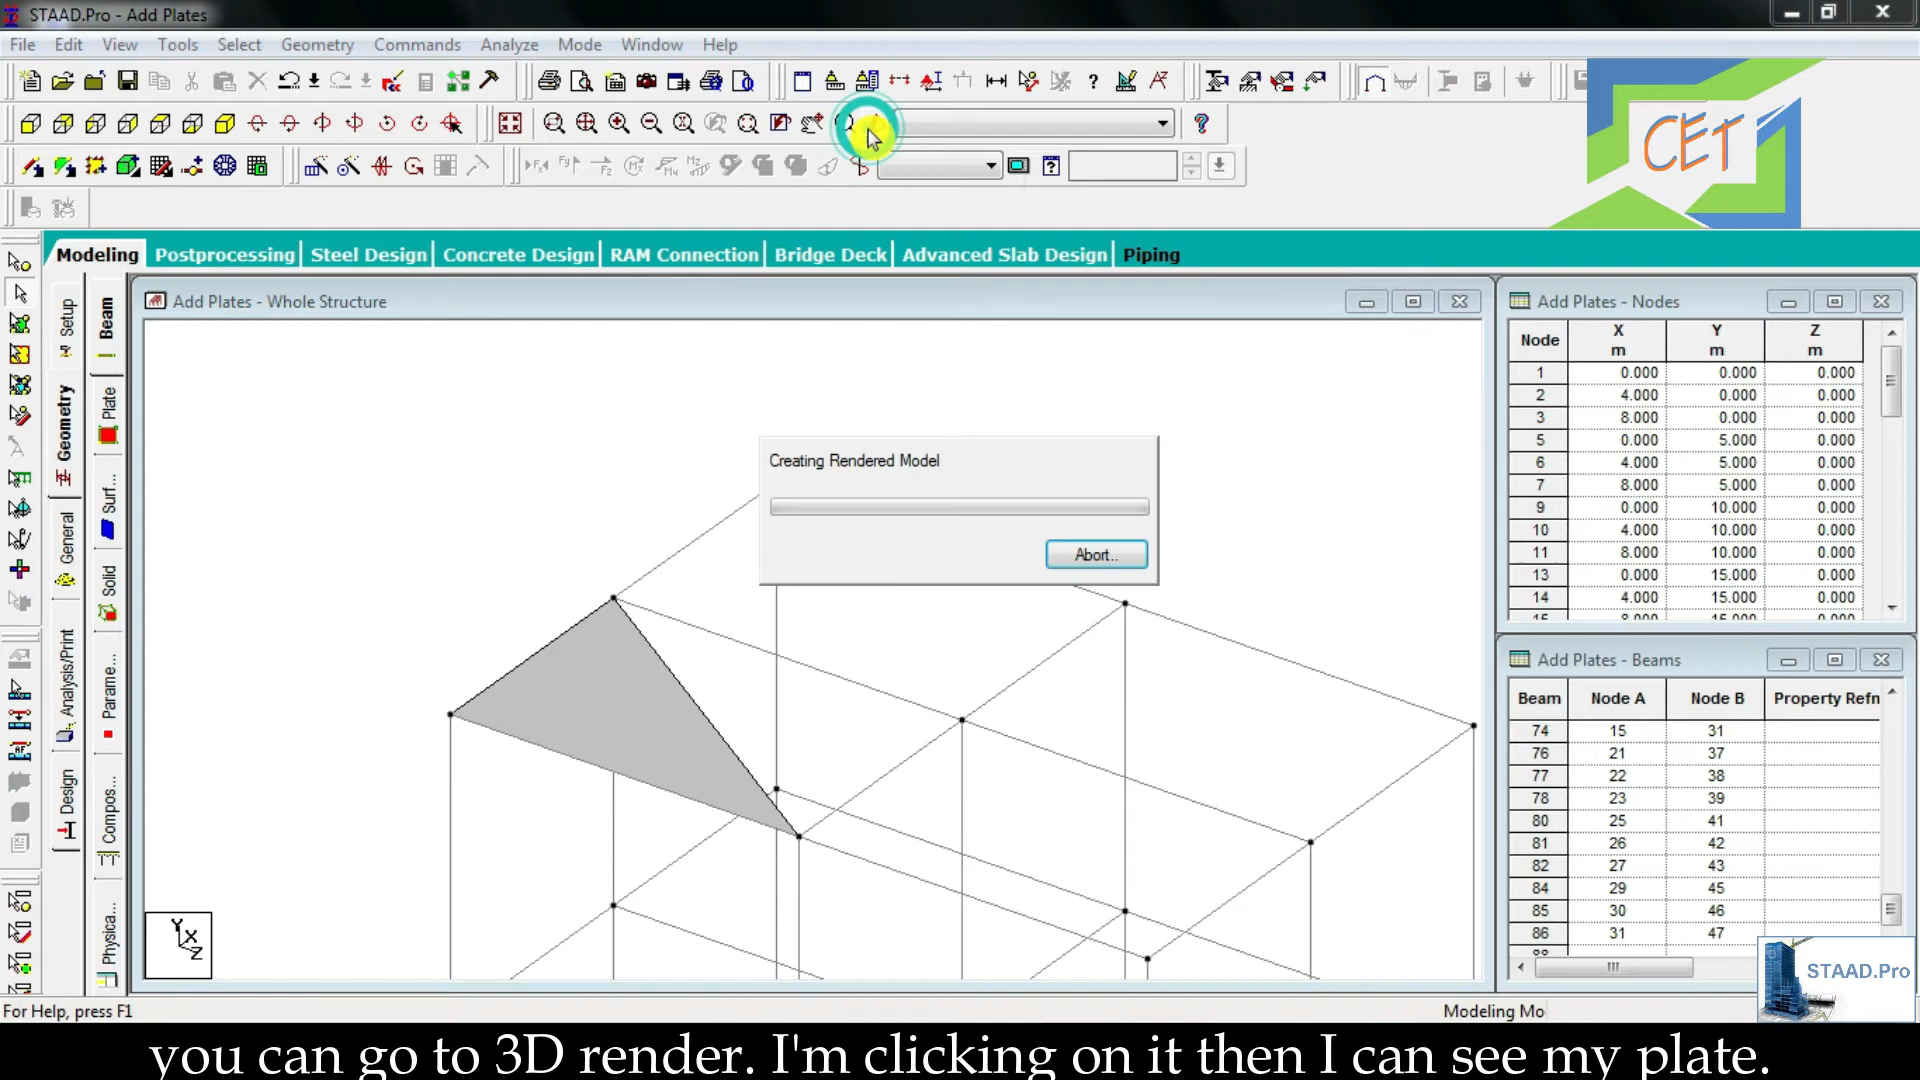 STAAD.Pro - Add Plates
File Edit View Tools Select Geometry Commands Analyze Mode Window Help
CET
Modeling Postprocessing Steel Design Concrete Design RAM Connection Bridge Deck Advanced Slab Design Piping
Setup
Geometry
General
Analysis/Print
Design
Beam
Plate
Surf...
Solid
Parame...
Compos...
Physica...
Add Plates - Whole Structure
Creating Rendered Model
Abort..
Y
X
Z
Add Plates - Nodes
Node X m Y m Z m
1 0.000 0.000 0.000
2 4.000 0.000 0.000
3 8.000 0.000 0.000
5 0.000 5.000 0.000
6 4.000 5.000 0.000
7 8.000 5.000 0.000
9 0.000 10.000 0.000
10 4.000 10.000 0.000
11 8.000 10.000 0.000
13 0.000 15.000 0.000
14 4.000 15.000 0.000
15 8.000 15.000 0.000
Add Plates - Beams
Beam Node A Node B Property Refn
74 15 31
76 21 37
77 22 38
78 23 39
80 25 41
81 26 42
82 27 43
84 29 45
85 30 46
86 31 47
88
STAAD.Pro
For Help, press F1
Modeling Mo
you can go to 3D render. I'm clicking on it then I can see my plate.